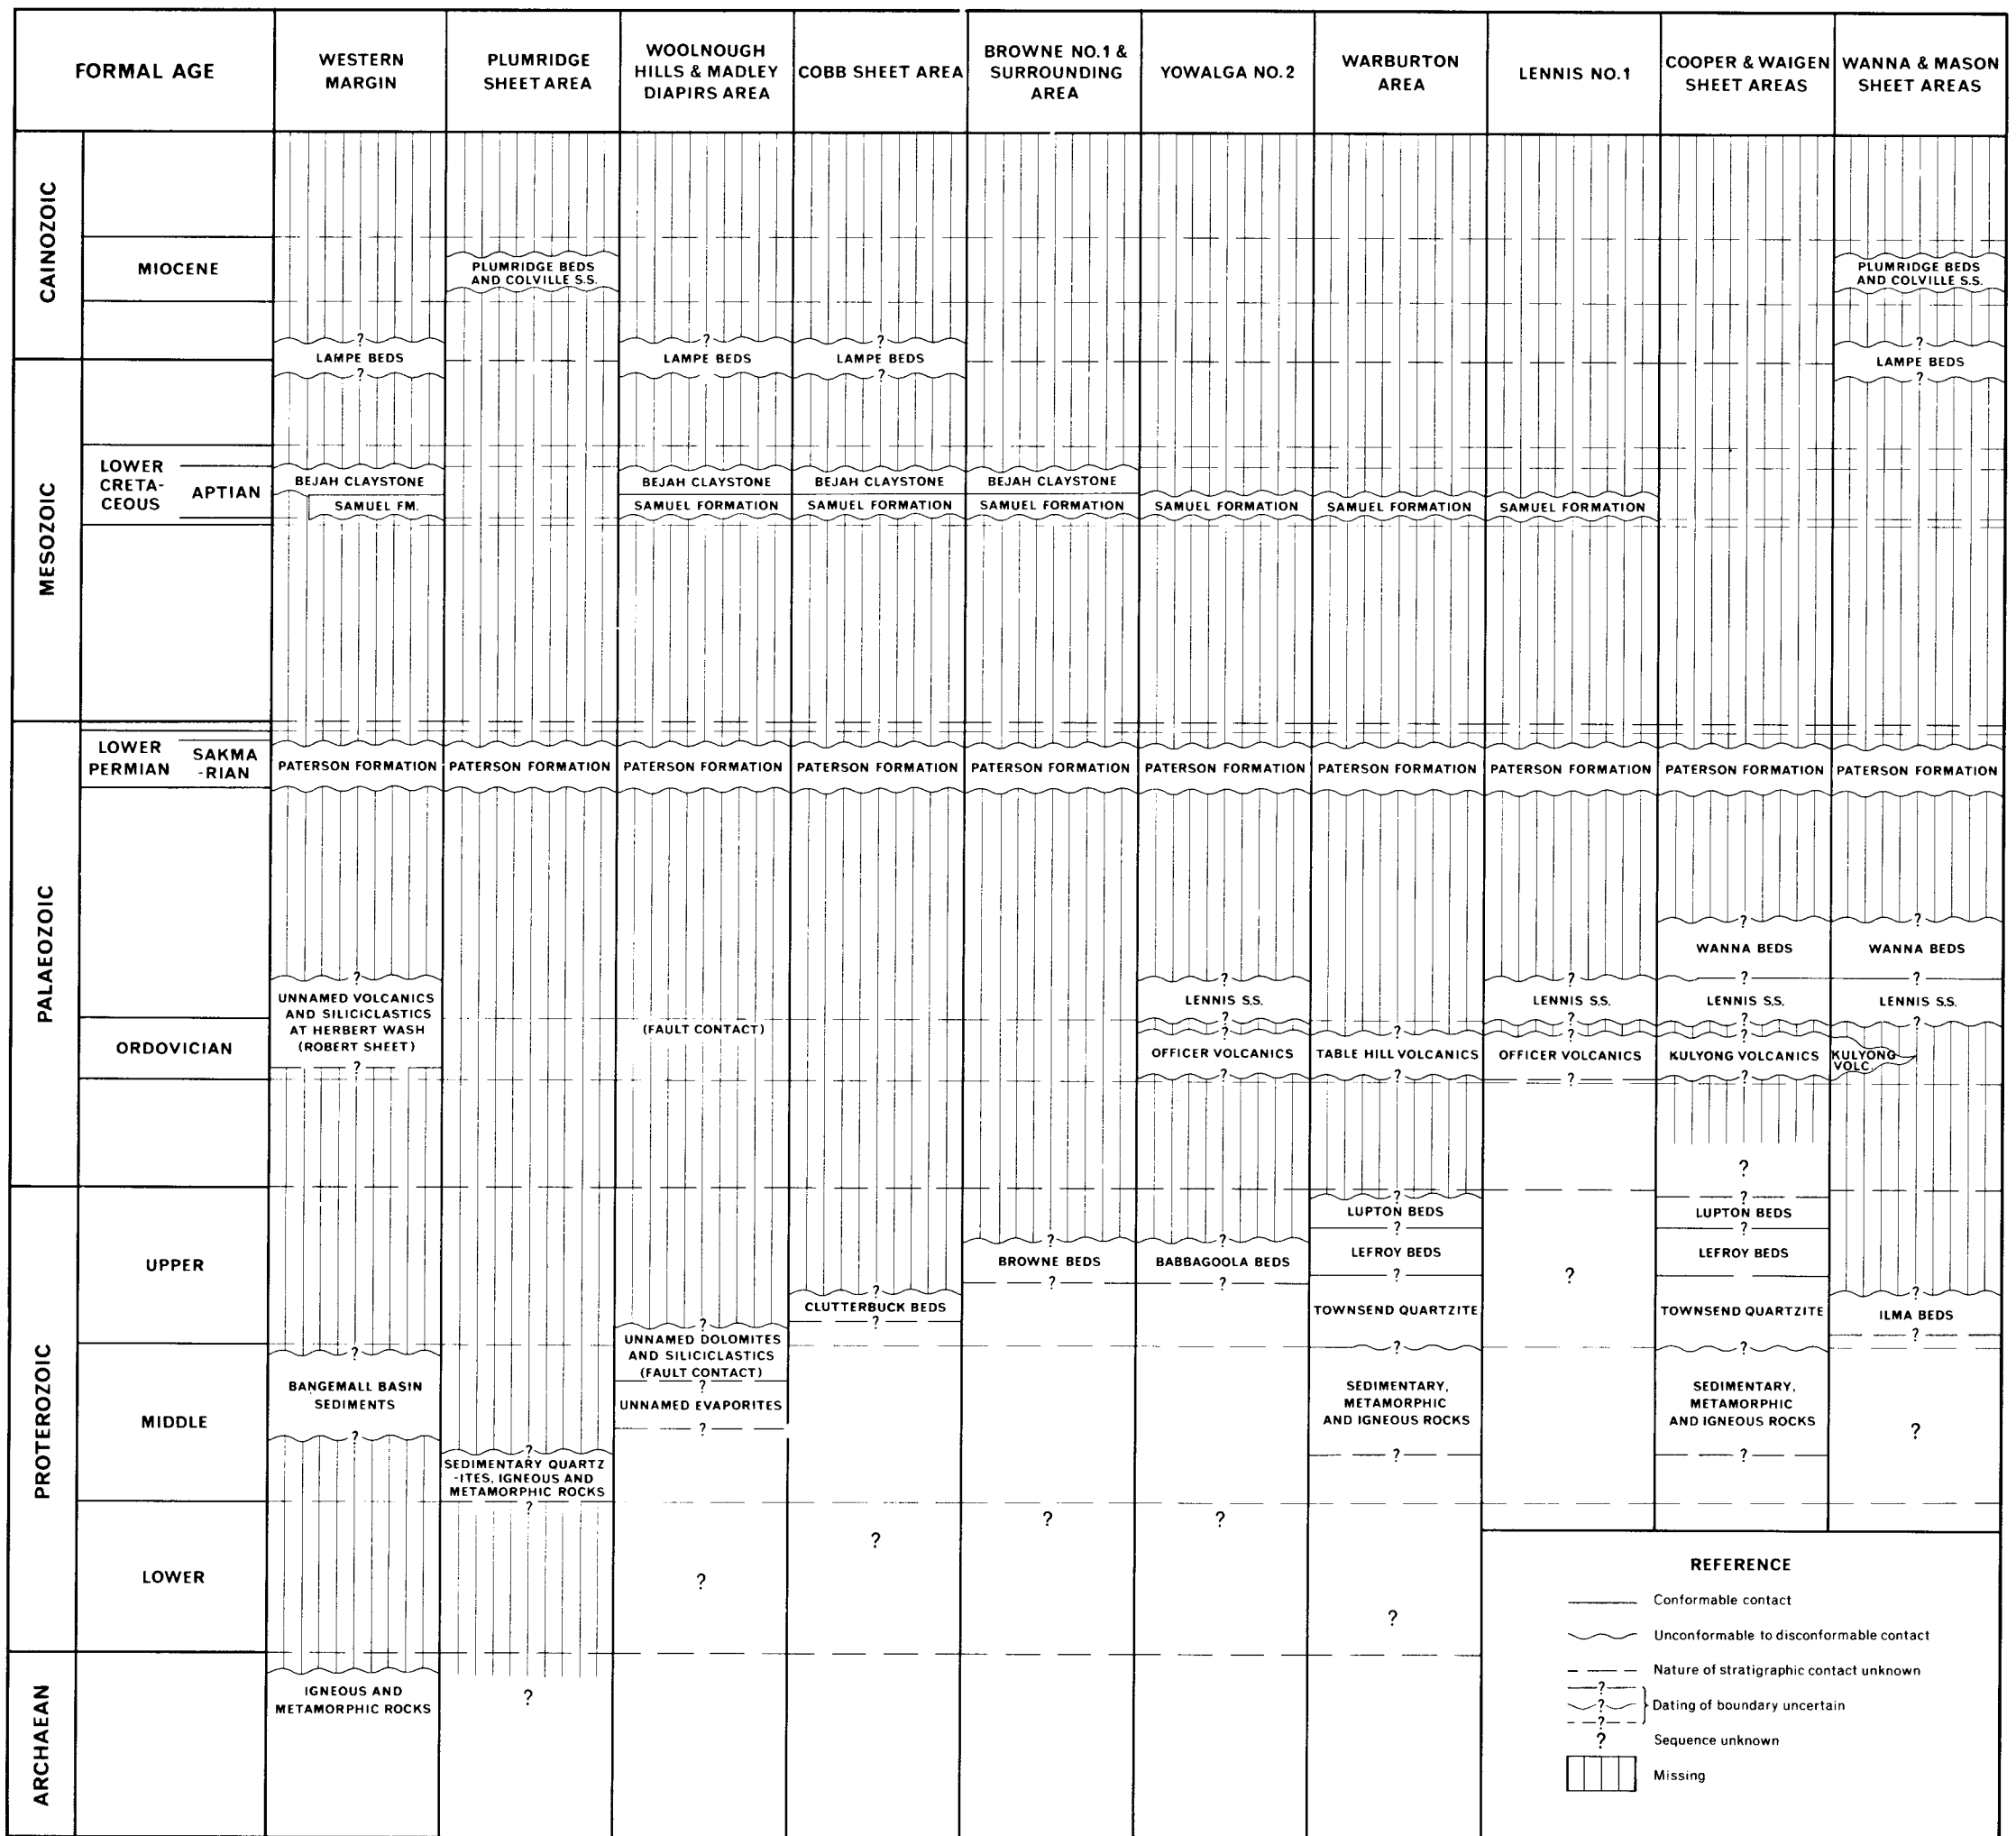 FORMAL AGE
WESTERN
MARGIN
PLUMRIDGE
SHEET AREA
WOOLNOUGH
HILLS & MADLEY
DIAPIRS AREA
COBB SHEET AREA
BROWNE NO.1 &
SURROUNDING
AREA
YOWALGA NO.2
WARBURTON
AREA
LENNIS NO.1
COOPER & WAIGEN
SHEET AREAS
WANNA & MASON
SHEET AREAS
CAINOZOIC
MIOCENE
PLUMRIDGE BEDS
AND COLVILLE S.S.
PLUMRIDGE BEDS
AND COLVILLE S.S.
? ? ? ?
LAMPE BEDS
LAMPE BEDS
LAMPE BEDS
LAMPE BEDS
? ? ?
MESOZOIC
LOWER
CRETA-
CEOUS
APTIAN
BEJAH CLAYSTONE
BEJAH CLAYSTONE
BEJAH CLAYSTONE
BEJAH CLAYSTONE
SAMUEL FM.
SAMUEL FORMATION
SAMUEL FORMATION
SAMUEL FORMATION
SAMUEL FORMATION
SAMUEL FORMATION
SAMUEL FORMATION
PALAEOZOIC
LOWER
PERMIAN
SAKMA
-RIAN
PATERSON FORMATION
PATERSON FORMATION
PATERSON FORMATION
PATERSON FORMATION
PATERSON FORMATION
PATERSON FORMATION
PATERSON FORMATION
PATERSON FORMATION
PATERSON FORMATION
PATERSON FORMATION
? ?
WANNA BEDS
WANNA BEDS
? ? ? ? ?
UNNAMED VOLCANICS
AND SILICICLASTICS
AT HERBERT WASH
(ROBERT SHEET)
(FAULT CONTACT)
LENNIS S.S.
LENNIS S.S.
LENNIS S.S.
LENNIS S.S.
? ? ? ?
? ? ? ?
ORDOVICIAN
OFFICER VOLCANICS
TABLE HILL VOLCANICS
OFFICER VOLCANICS
KULYONG VOLCANICS
KULYONG
VOLC.
? ? ? ? ?
?
PROTEROZOIC
UPPER
? ?
LUPTON BEDS
LUPTON BEDS
? ?
? ?
BROWNE BEDS
BABBAGOOLA BEDS
LEFROY BEDS
LEFROY BEDS
? ? ?
?
?
CLUTTERBUCK BEDS
?
TOWNSEND QUARTZITE
TOWNSEND QUARTZITE
?
ILMA BEDS
?
?
UNNAMED DOLOMITES
AND SILICICLASTICS
(FAULT CONTACT)
?
UNNAMED EVAPORITES
?
MIDDLE
?
BANGEMALL BASIN
SEDIMENTS
?
? ?
SEDIMENTARY,
METAMORPHIC
AND IGNEOUS ROCKS
?
SEDIMENTARY,
METAMORPHIC
AND IGNEOUS ROCKS
?
?
?
SEDIMENTARY QUARTZ
-ITES, IGNEOUS AND
METAMORPHIC ROCKS
?
LOWER
? ? ? ? ?
ARCHAEAN
IGNEOUS AND
METAMORPHIC ROCKS
?
REFERENCE
Conformable contact
Unconformable to disconformable contact
Nature of stratigraphic contact unknown
?
?
?
Dating of boundary uncertain
? Sequence unknown
Missing